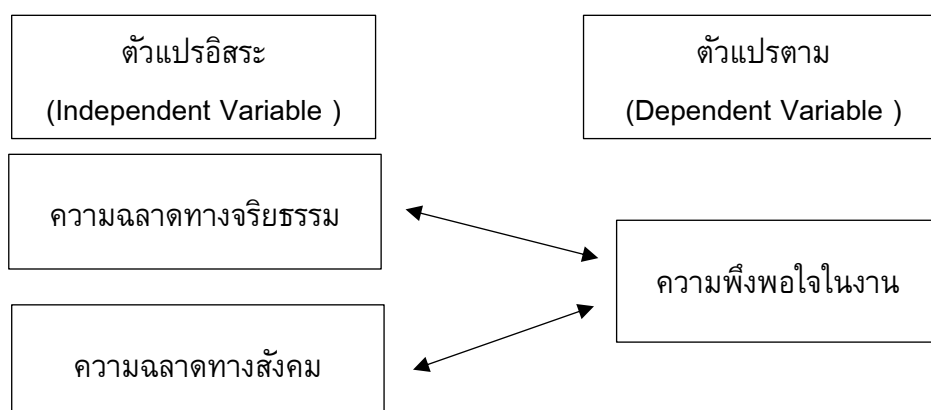 ตัวแปรอิสระ
(Independent Variable )
ตัวแปรตาม
(Dependent Variable )
ความฉลาดทางจริยธรรม
ความพึงพอใจในงาน
ความฉลาดทางสังคม